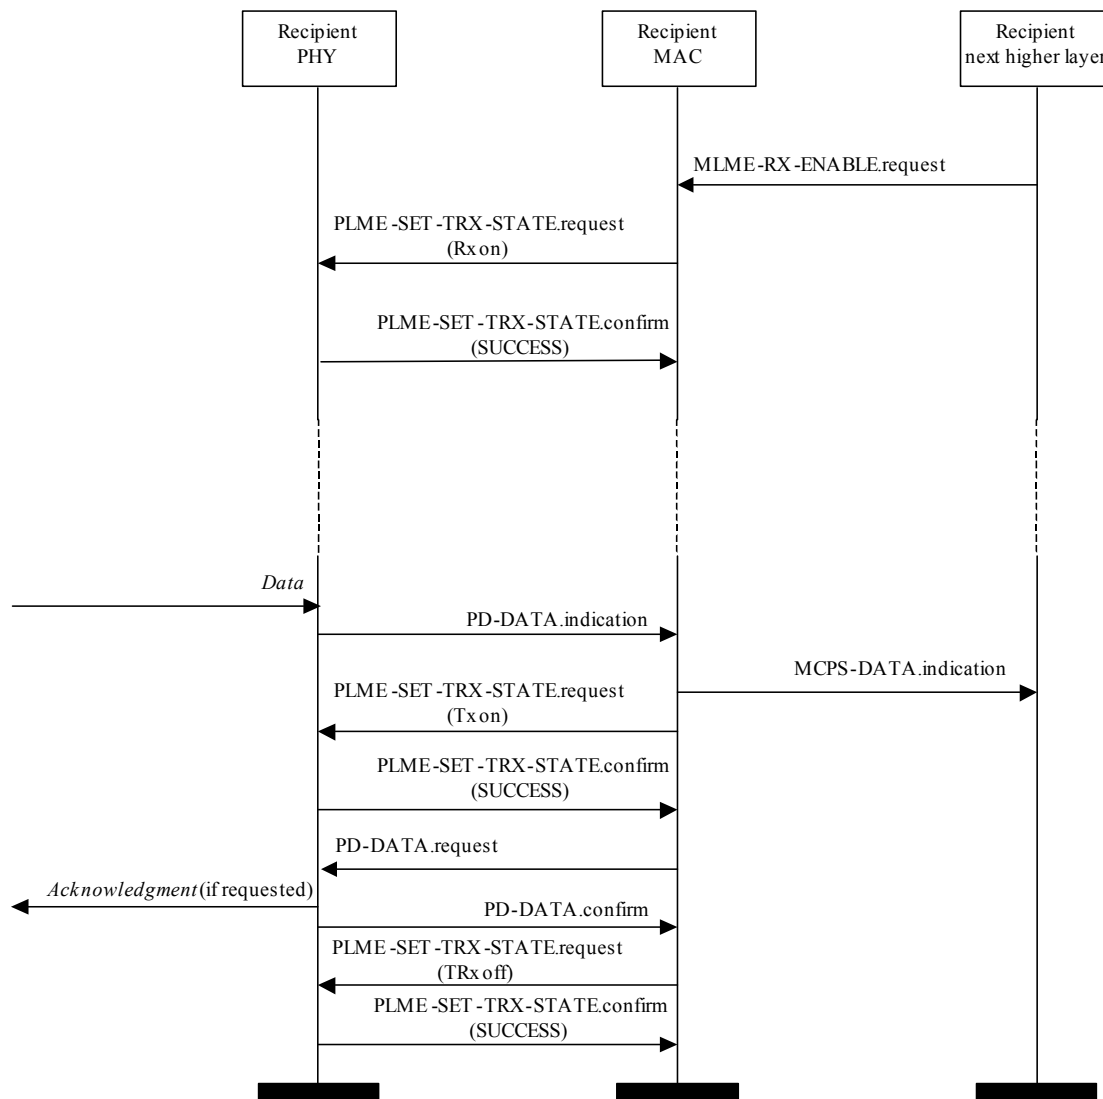 Recipient
PHY
Recipient
MAC
Recipient
next higher layer
MLME-RX-ENABLE.request
PLME-SET-TRX-STATE.request
(Rx on)
PLME-SET-TRX-STATE.confirm
(SUCCESS)
Data
PD-DATA.indication
MCPS-DATA.indication
PLME-SET-TRX-STATE.request
(Tx on)
PLME-SET-TRX-STATE.confirm
(SUCCESS)
PD-DATA.request
Acknowledgment (if requested)
PD-DATA.confirm
PLME-SET-TRX-STATE.request
(TRx off)
PLME-SET-TRX-STATE.confirm
(SUCCESS)